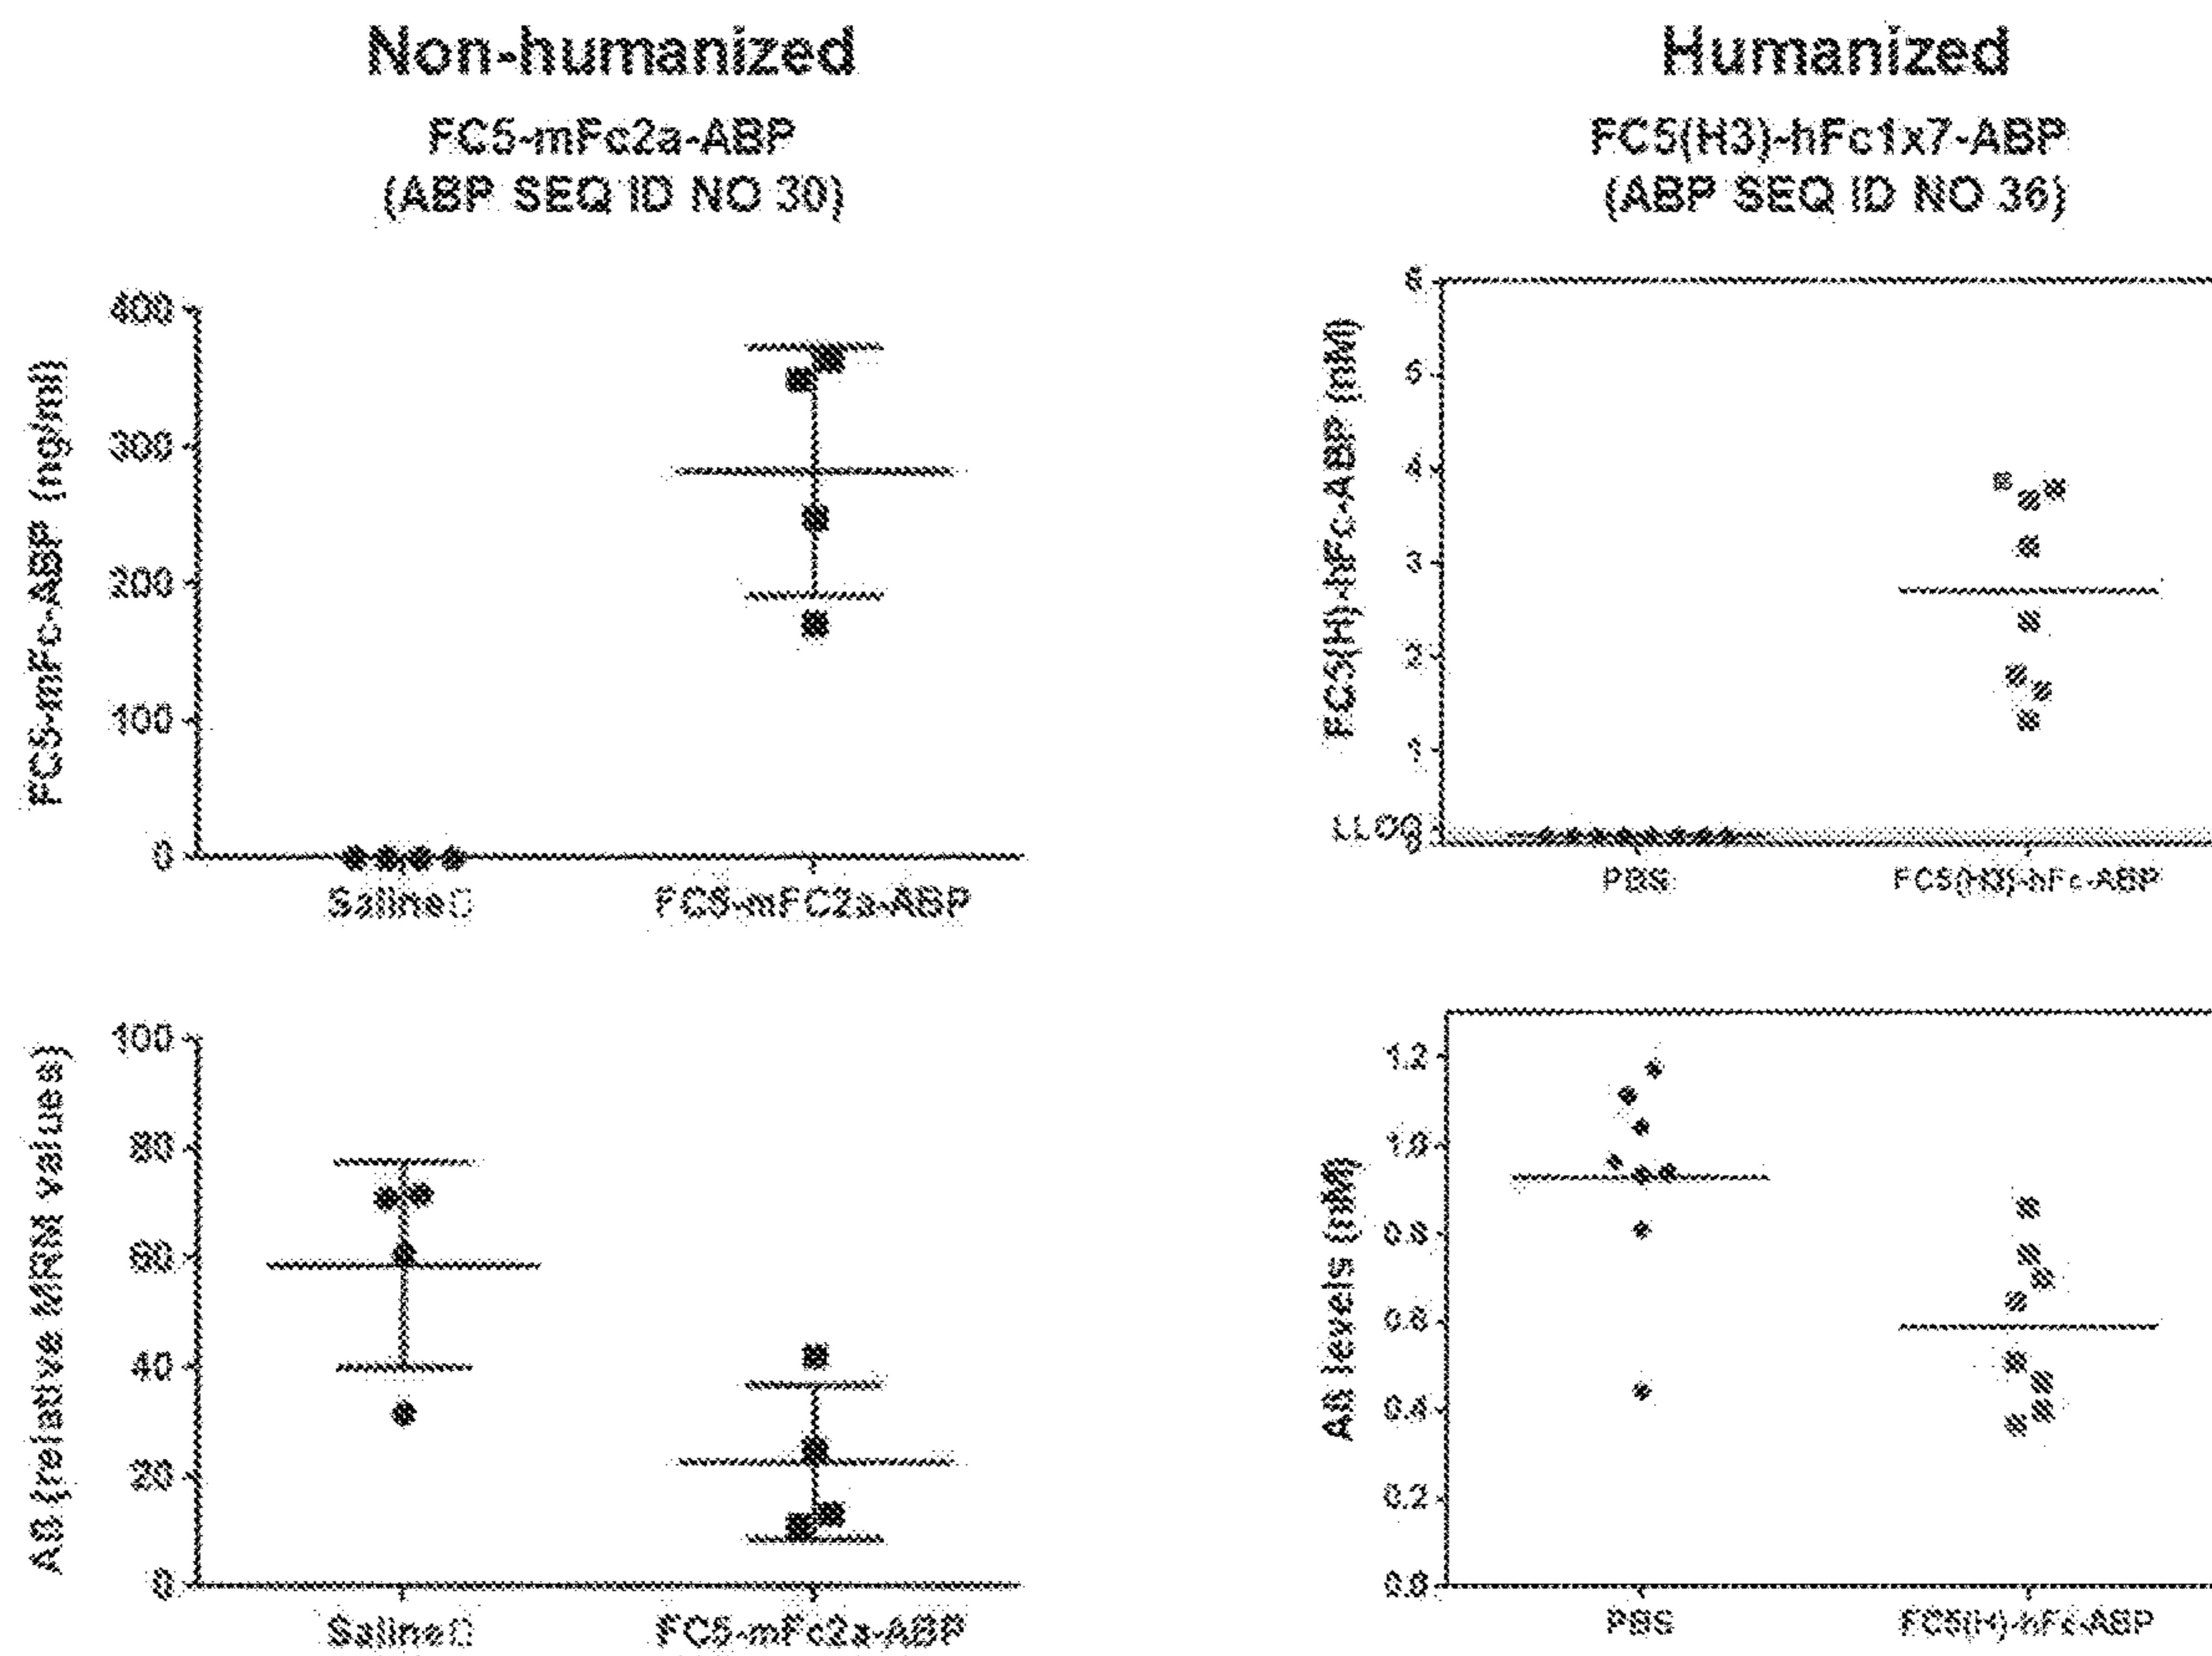 Non-humanized
FC5-mFc2a-ABP
(ABP SEQ ID NO 30)
FC5-mFc-ABP (ng/ml)
400
300
200
100
0
Saline
FC5-mFC2a-ABP
Aß (relative MRM values)
100
80
60
40
20
0
Saline
FC5-mFc2a-ABP
Humanized
FC5(H3)-hFc1x7-ABP
(ABP SEQ ID NO 36)
FC5(H)-hFc-ABP (nM)
6
5
4
3
2
1
LLOQ
0
PBS
FC5(H3)-hFc-ABP
Aß levels (nM)
1.2
1.0
0.8
0.6
0.4
0.2
0.0
PBS
FC5(H)-hFc-ABP